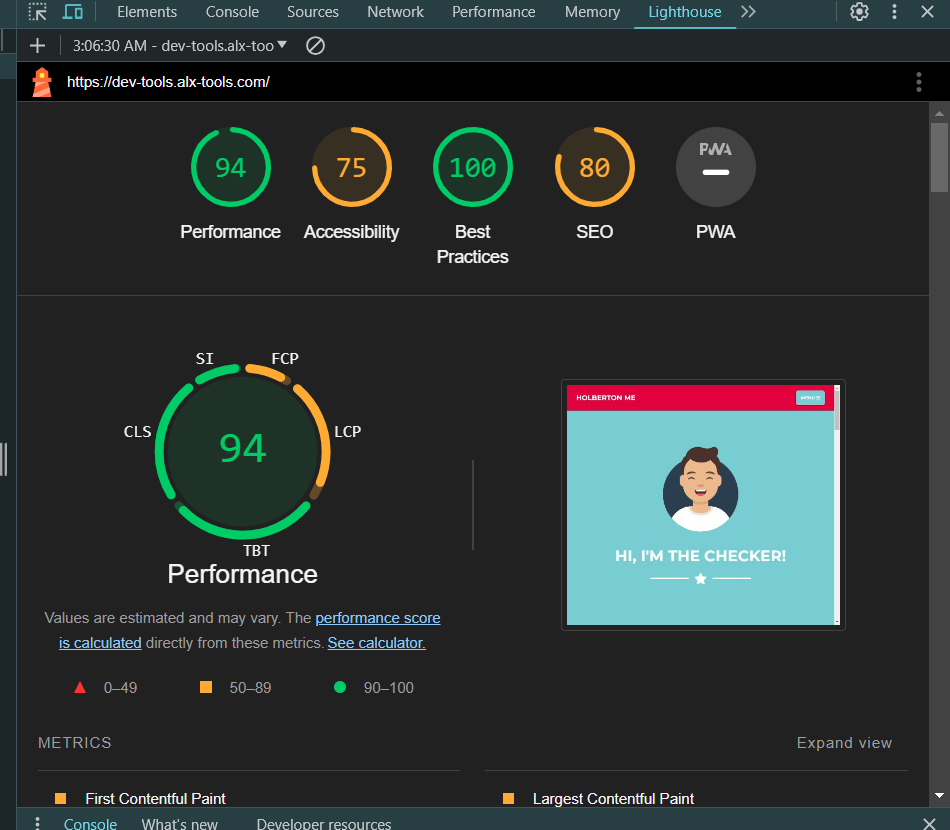 Elements Console Sources Network Performance Memory Lighthouse
3:06:30 AM - dev-tools.alx-too
https://dev-tools.alx-tools.com/
94 75 100 80 PWA
Performance Accessibility Best Practices SEO PWA
SI FCP
CLS LCP
94
TBT
Performance
Values are estimated and may vary. The performance score
is calculated directly from these metrics. See calculator.
0–49 50–89 90–100
HOLBERTON ME MENU
HI, I'M THE CHECKER!
METRICS Expand view
First Contentful Paint Largest Contentful Paint
Console What's new Developer resources